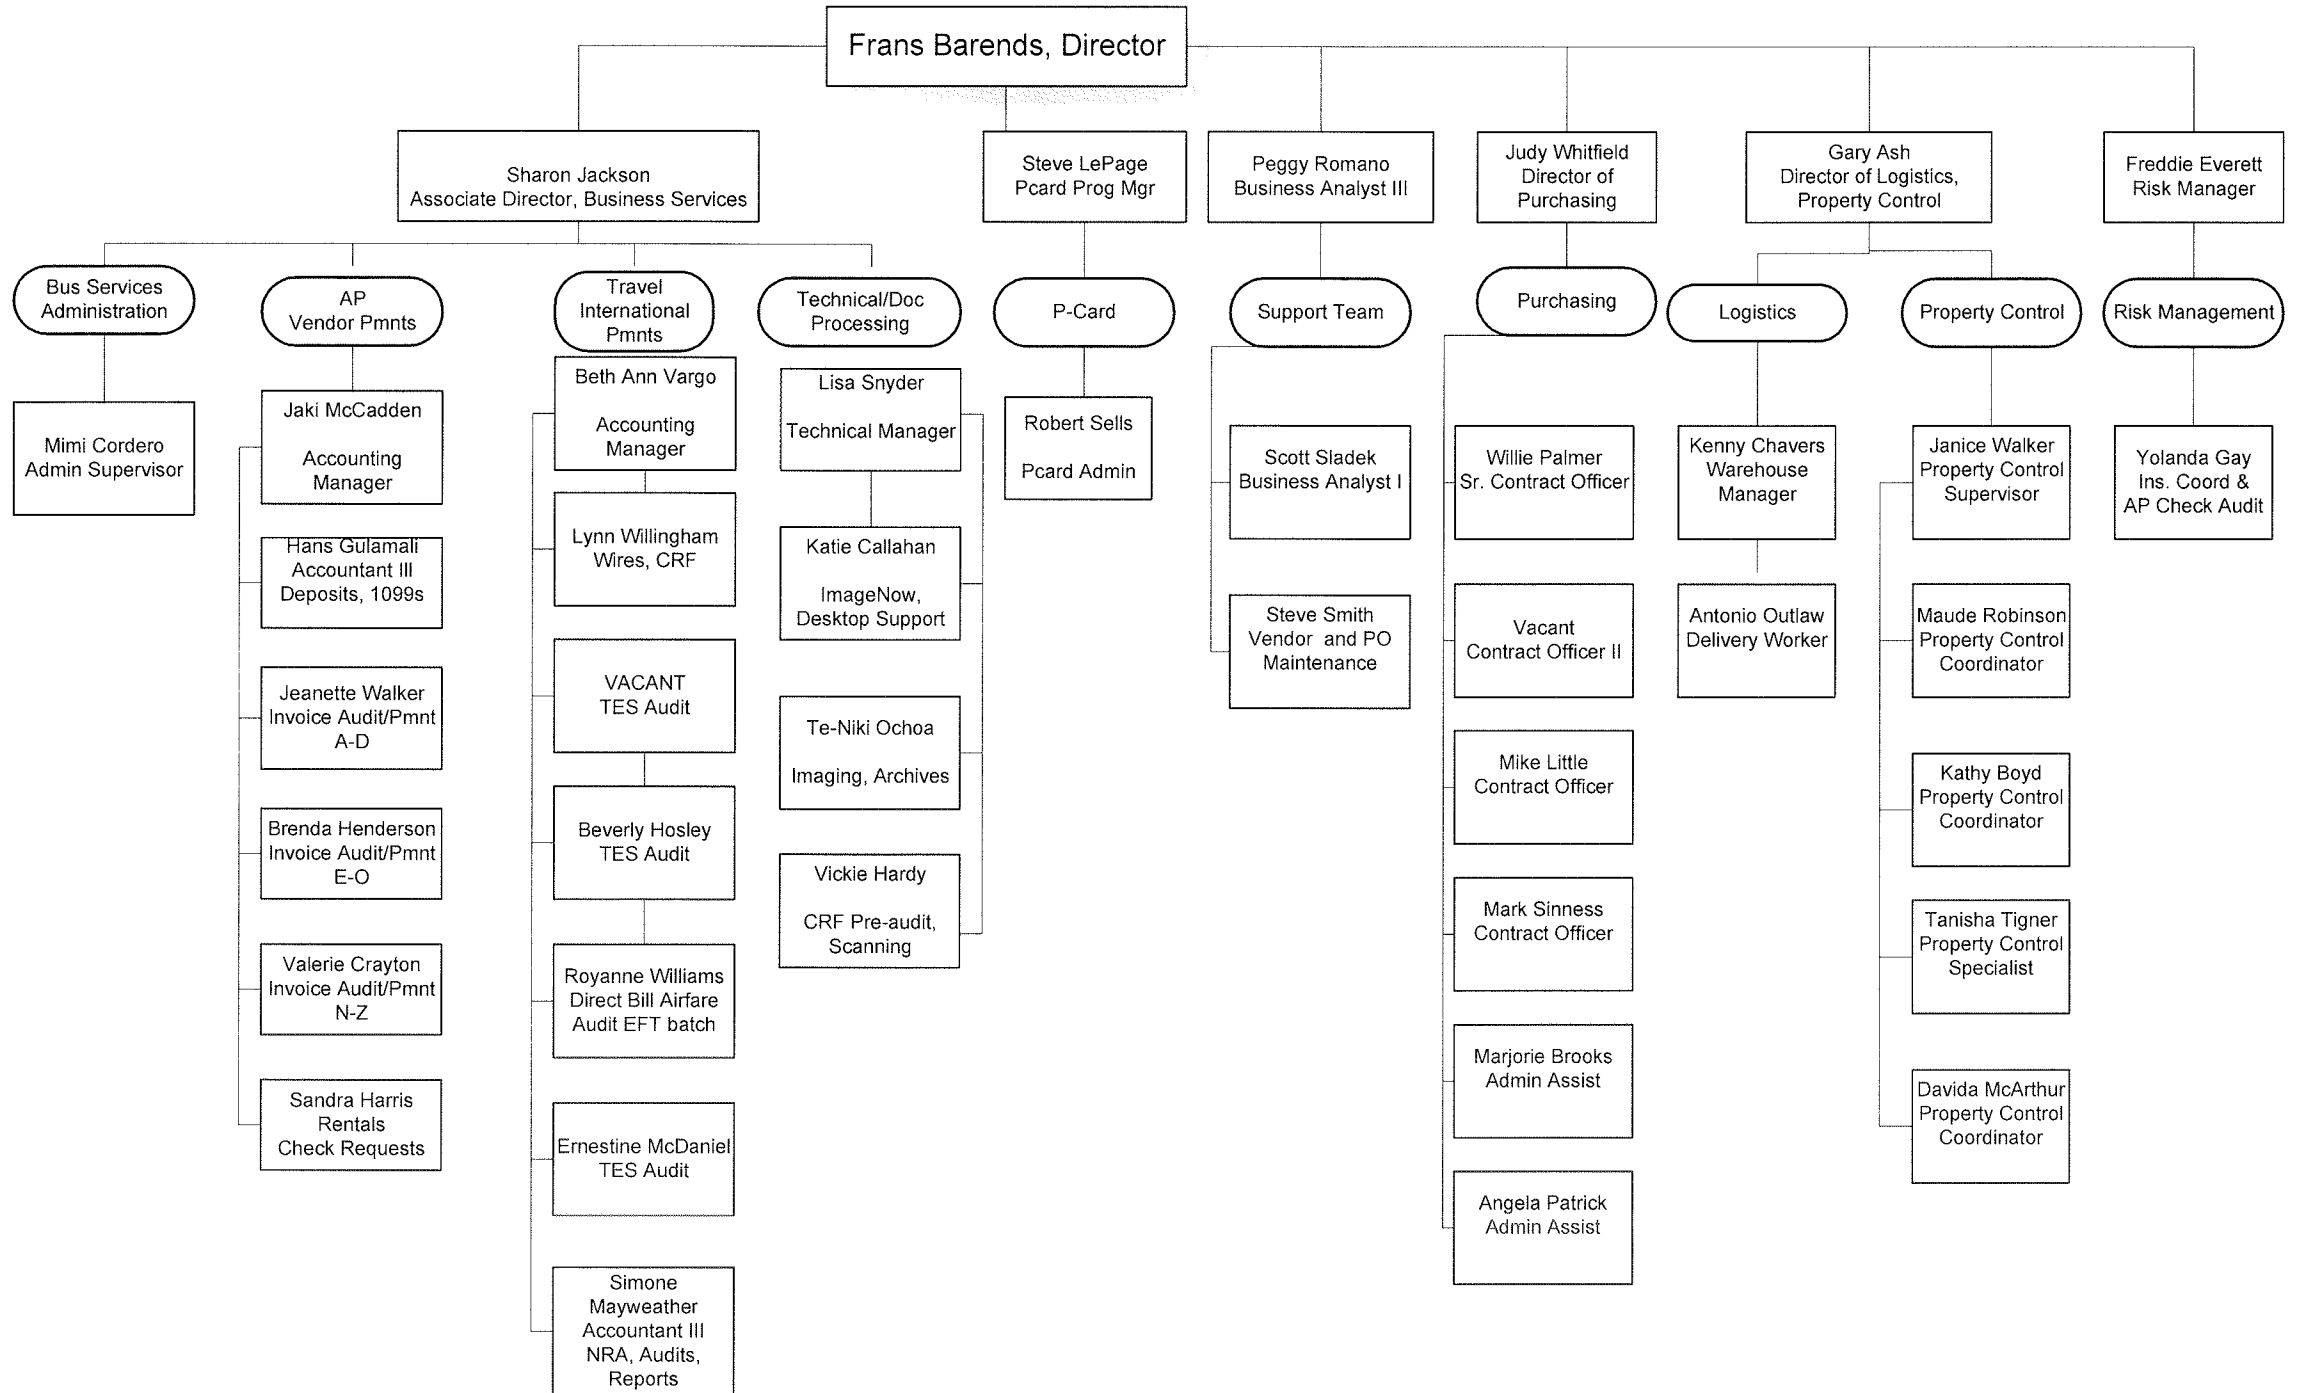 Frans Barends, Director
Sharon Jackson
Associate Director, Business Services
Steve LePage
Pcard Prog Mgr
Peggy Romano
Business Analyst III
Judy Whitfield
Director of
Purchasing
Gary Ash
Director of Logistics,
Property Control
Freddie Everett
Risk Manager
Bus Services
Administration
AP
Vendor Pmnts
Travel
International
Pmnts
Technical/Doc
Processing
P-Card
Support Team
Purchasing
Logistics
Property Control
Risk Management
Mimi Cordero
Admin Supervisor
Jaki McCadden
Accounting
Manager
Hans Gulamali
Accountant III
Deposits, 1099s
Jeanette Walker
Invoice Audit/Pmnt
A-D
Brenda Henderson
Invoice Audit/Pmnt
E-O
Valerie Crayton
Invoice Audit/Pmnt
N-Z
Sandra Harris
Rentals
Check Requests
Beth Ann Vargo
Accounting
Manager
Lynn Willingham
Wires, CRF
VACANT
TES Audit
Beverly Hosley
TES Audit
Royanne Williams
Direct Bill Airfare
Audit EFT batch
Ernestine McDaniel
TES Audit
Simone
Mayweather
Accountant III
NRA, Audits,
Reports
Lisa Snyder
Technical Manager
Katie Callahan
ImageNow,
Desktop Support
Te-Niki Ochoa
Imaging, Archives
Vickie Hardy
CRF Pre-audit,
Scanning
Robert Sells
Pcard Admin
Scott Sladek
Business Analyst I
Steve Smith
Vendor and PO
Maintenance
Willie Palmer
Sr. Contract Officer
Vacant
Contract Officer II
Mike Little
Contract Officer
Mark Sinness
Contract Officer
Marjorie Brooks
Admin Assist
Angela Patrick
Admin Assist
Kenny Chavers
Warehouse
Manager
Antonio Outlaw
Delivery Worker
Janice Walker
Property Control
Supervisor
Maude Robinson
Property Control
Coordinator
Kathy Boyd
Property Control
Coordinator
Tanisha Tigner
Property Control
Specialist
Davida McArthur
Property Control
Coordinator
Yolanda Gay
Ins. Coord &
AP Check Audit